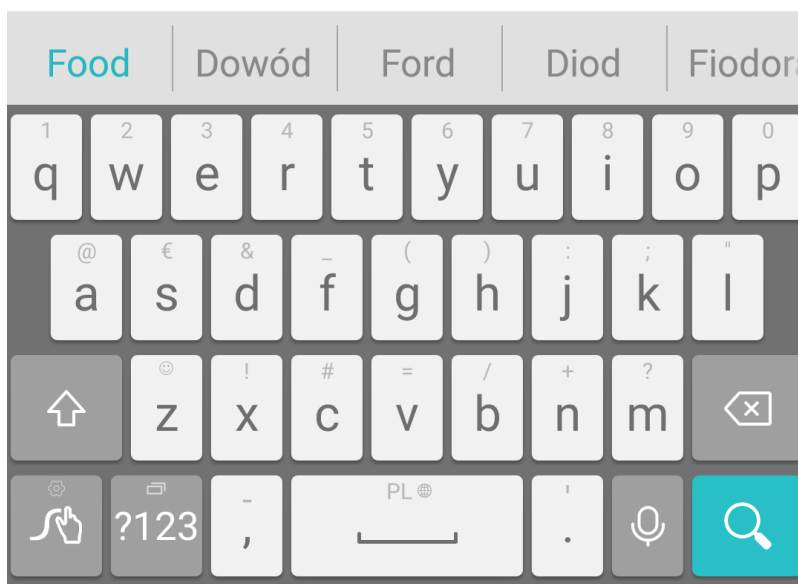 Food Dowód Ford Diod Fiodora
1 2 3 4 5 6 7 8 9 0
q w e r t y u i o p
@ € & _ ( ) : ; "
a s d f g h j k l
! # = / + ?
z x c v b n m
- PL '
?123 , .